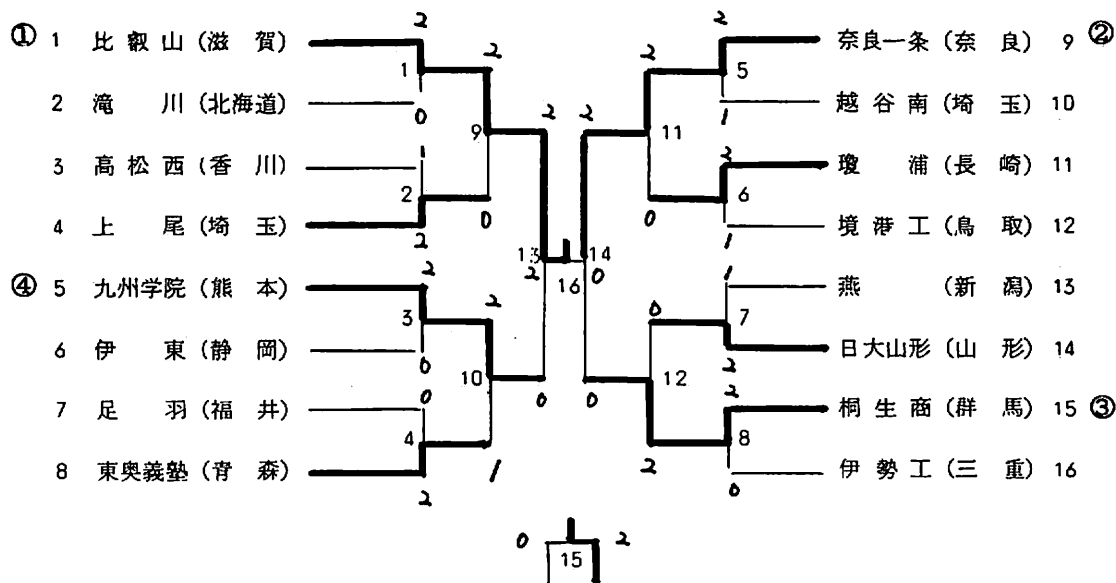 ① 1 比叡山 (滋賀)
2 滝川 (北海道)
3 高松西 (香川)
4 上尾 (埼玉)
④ 5 九州学院 (熊本)
6 伊東 (静岡)
7 足羽 (福井)
8 東奥義塾 (青森)
2 0 1 2 2 0 0 2
1 2 3 4
2 0 2 1
9 10
2 0
13
2 16 0
2 0
14
2 0 0 2
11 12
2 1 2 1 1 2 2 0
5 6 7 8
奈良一条 (奈良) 9 ②
越谷南 (埼玉) 10
瓊浦 (長崎) 11
境港工 (鳥取) 12
燕 (新潟) 13
日大山形 (山形) 14
桐生商 (群馬) 15 ③
伊勢工 (三重) 16
0 15 2